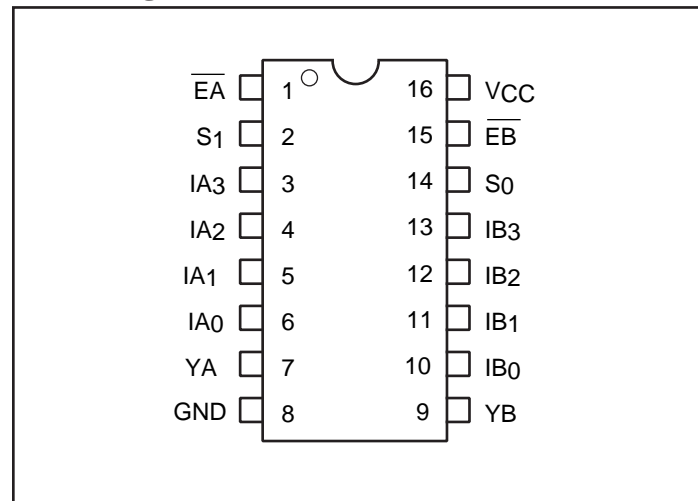 EA 1 16 VCC
S1 2 15 EB
IA3 3 14 S0
IA2 4 13 IB3
IA1 5 12 IB2
IA0 6 11 IB1
YA 7 10 IB0
GND 8 9 YB